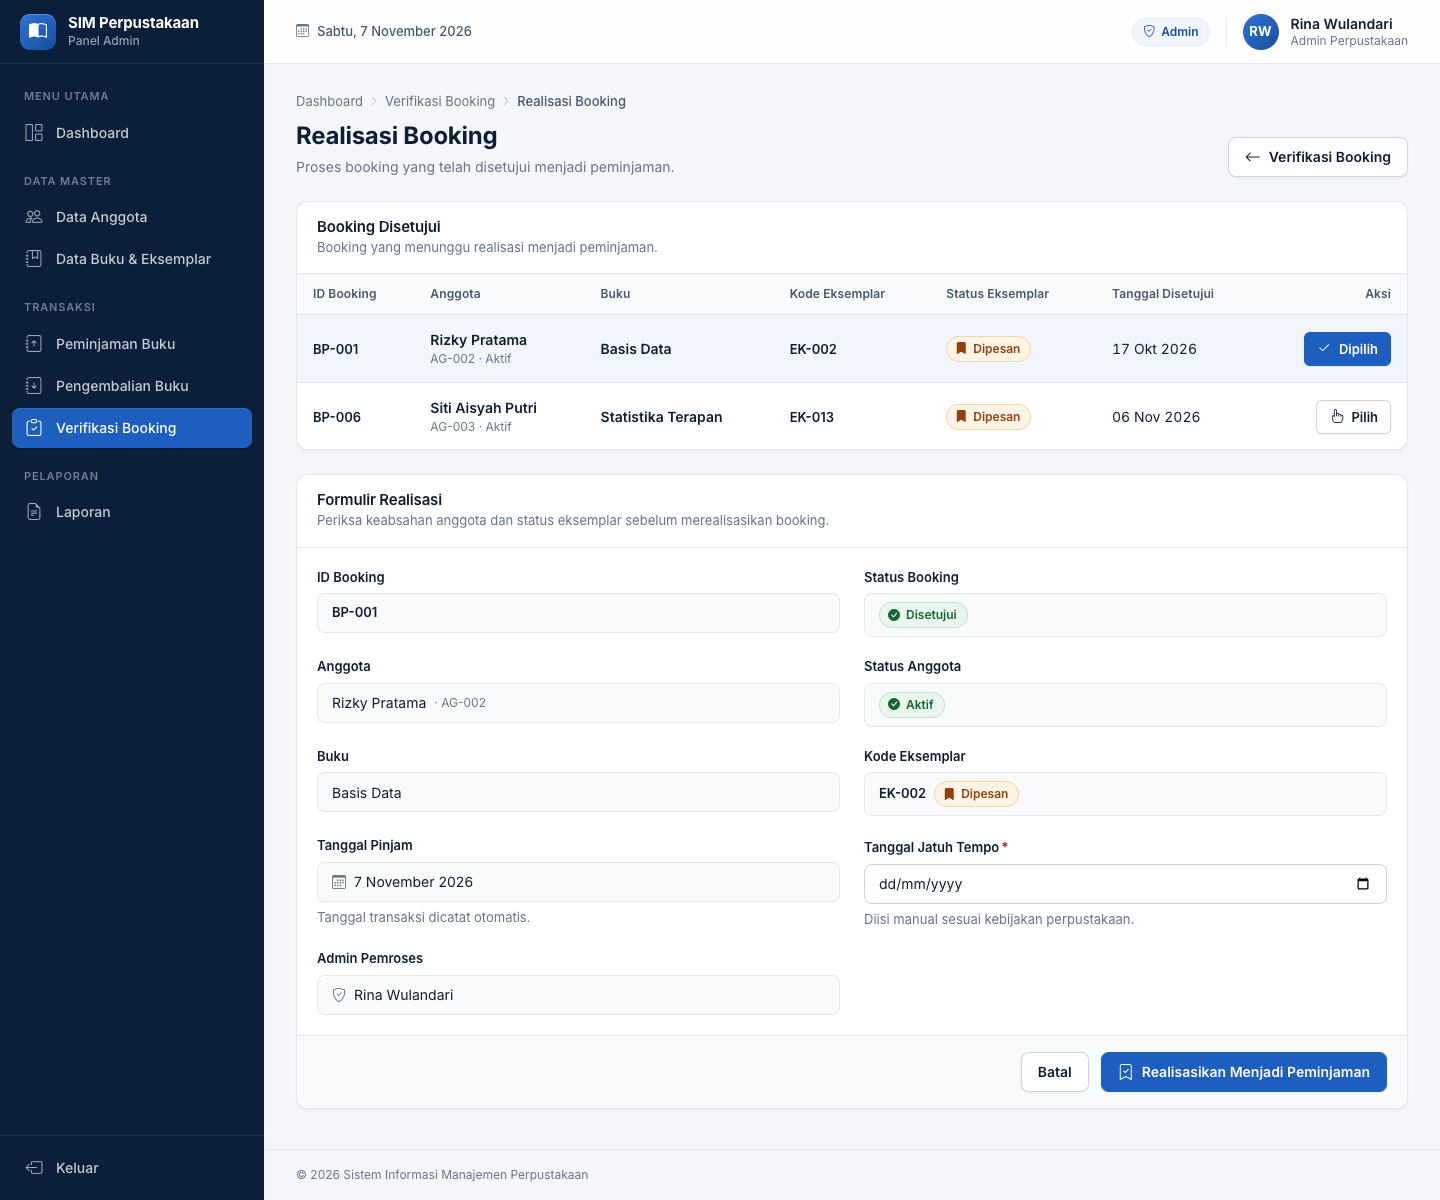 SIM Perpustakaan
Panel Admin
MENU UTAMA
Dashboard
DATA MASTER
Data Anggota
Data Buku & Eksemplar
TRANSAKSI
Peminjaman Buku
Pengembalian Buku
Verifikasi Booking
PELAPORAN
Laporan
Keluar
Sabtu, 7 November 2026
Admin
RW
Rina Wulandari
Admin Perpustakaan
Dashboard > Verifikasi Booking > Realisasi Booking
Realisasi Booking
Proses booking yang telah disetujui menjadi peminjaman.
← Verifikasi Booking
Booking Disetujui
Booking yang menunggu realisasi menjadi peminjaman.
ID Booking Anggota Buku Kode Eksemplar Status Eksemplar Tanggal Disetujui Aksi
BP-001 Rizky Pratama Basis Data EK-002 Dipesan 17 Okt 2026 Dipilih
AG-002 · Aktif
BP-006 Siti Aisyah Putri Statistika Terapan EK-013 Dipesan 06 Nov 2026 Pilih
AG-003 · Aktif
Formulir Realisasi
Periksa keabsahan anggota dan status eksemplar sebelum merealisasikan booking.
ID Booking
BP-001
Status Booking
Disetujui
Anggota
Rizky Pratama · AG-002
Status Anggota
Aktif
Buku
Basis Data
Kode Eksemplar
EK-002 Dipesan
Tanggal Pinjam
7 November 2026
Tanggal transaksi dicatat otomatis.
Tanggal Jatuh Tempo *
dd/mm/yyyy
Diisi manual sesuai kebijakan perpustakaan.
Admin Pemroses
Rina Wulandari
Batal
Realisasikan Menjadi Peminjaman
© 2026 Sistem Informasi Manajemen Perpustakaan